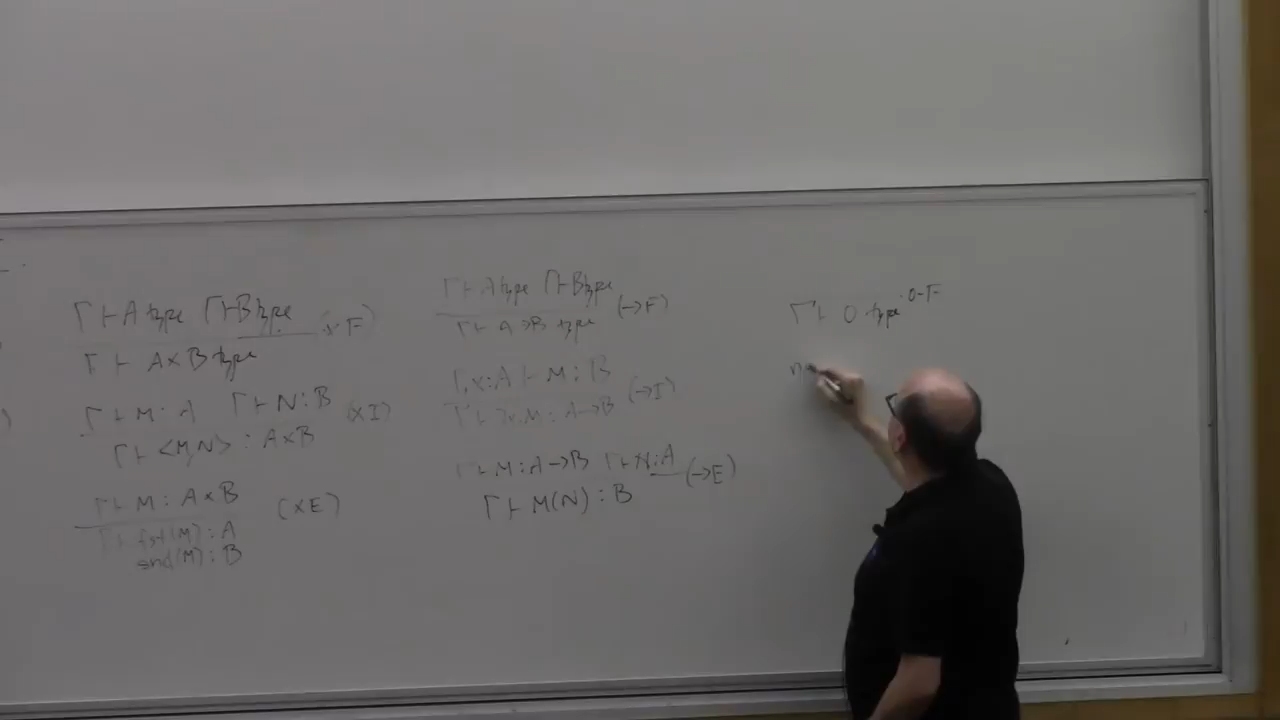 Γ ⊢ A type Γ ⊢ B type (×F)
Γ ⊢ A×B type
Γ ⊢ M : A Γ ⊢ N : B (×I)
Γ ⊢ <M,N> : A×B
Γ ⊢ M : A×B (×E)
Γ ⊢ fst(M) : A
snd(M) : B
Γ ⊢ A type Γ ⊢ B type (→F)
Γ ⊢ A→B type
Γ, x:A ⊢ M : B (→I)
Γ ⊢ λx.M : A→B
Γ ⊢ M : A→B Γ ⊢ N : A (→E)
Γ ⊢ M(N) : B
Γ ⊢ 0 type 0-F